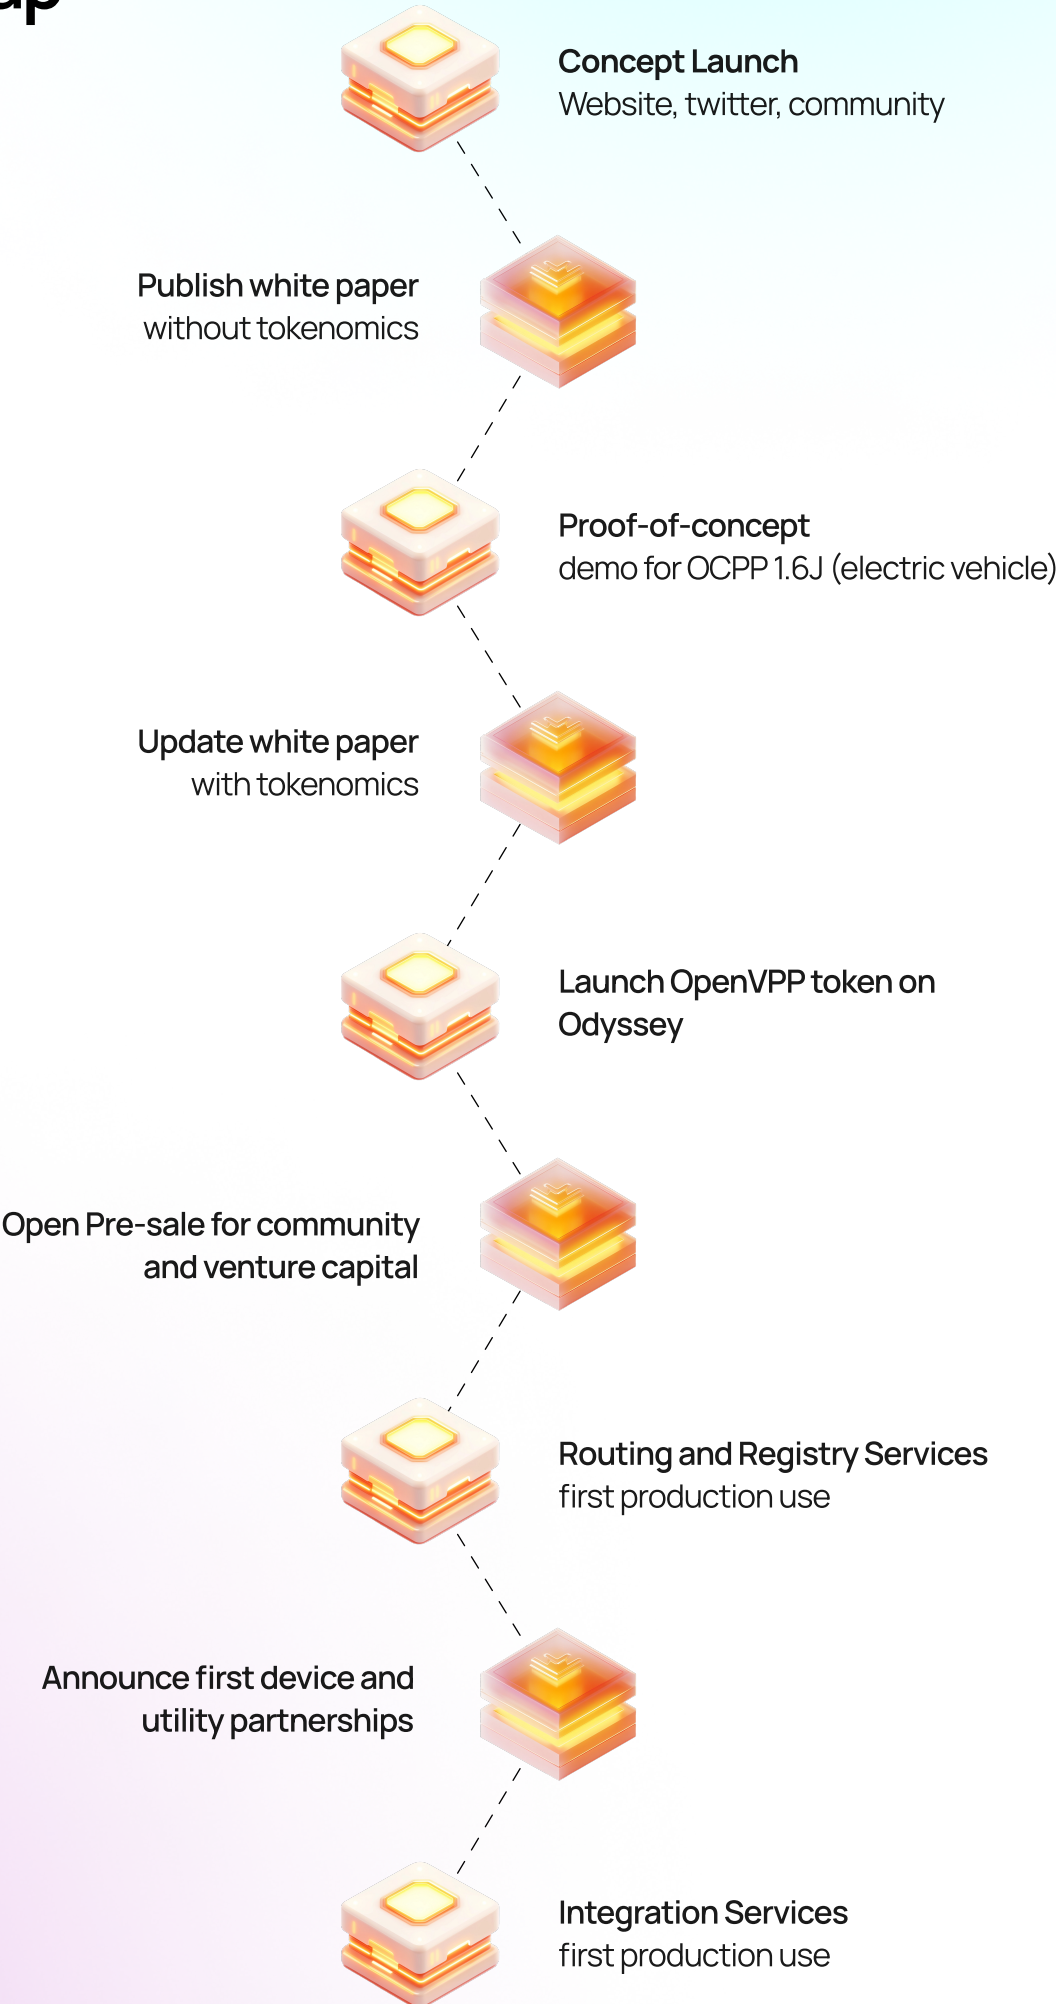 Concept Launch
Website, twitter, community
Publish white paper
without tokenomics
Proof-of-concept
demo for OCPP 1.6J (electric vehicle)
Update white paper
with tokenomics
Launch OpenVPP token on
Odyssey
Open Pre-sale for community
and venture capital
Routing and Registry Services
first production use
Announce first device and
utility partnerships
Integration Services
first production use